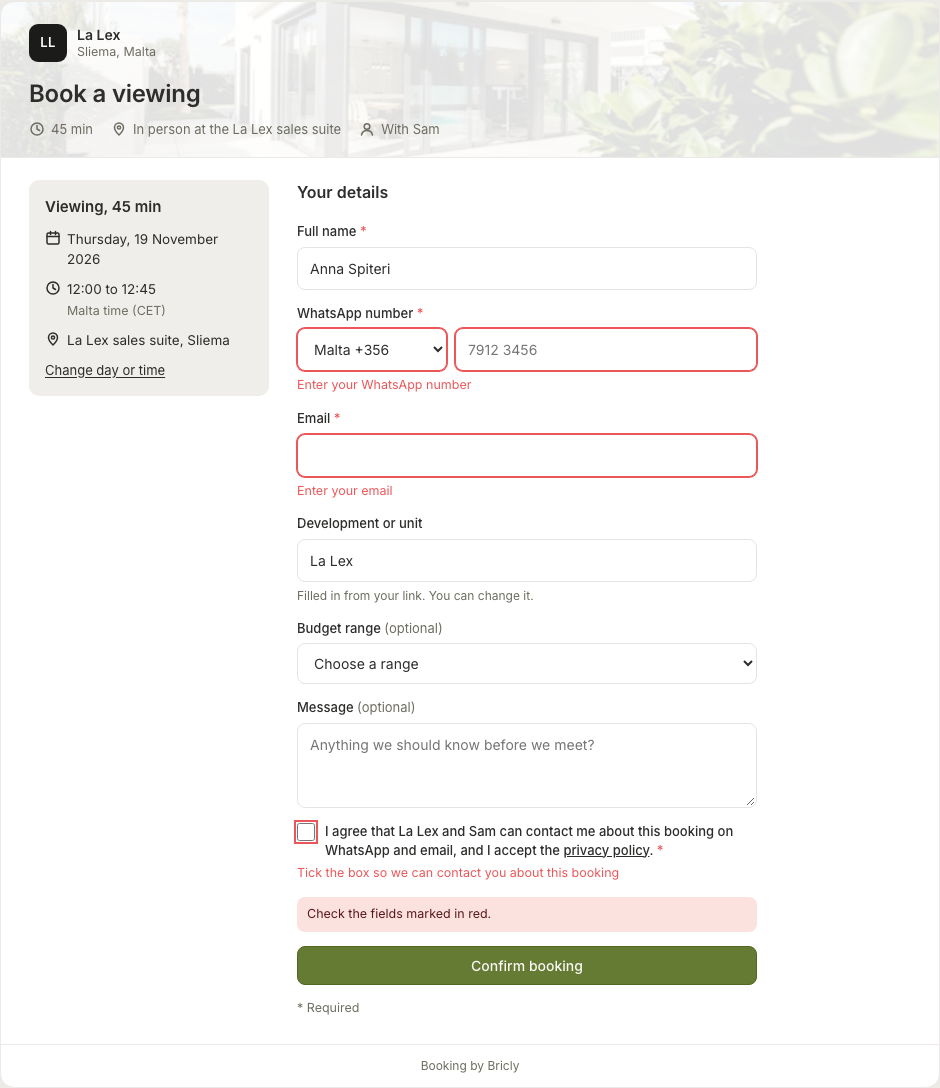 LL
La Lex
Sliema, Malta
Book a viewing
45 min
In person at the La Lex sales suite
With Sam
Viewing, 45 min
Thursday, 19 November
2026
12:00 to 12:45
Malta time (CET)
La Lex sales suite, Sliema
Change day or time
Your details
Full name *
Anna Spiteri
WhatsApp number *
Malta +356
7912 3456
Enter your WhatsApp number
Email *
Enter your email
Development or unit
La Lex
Filled in from your link. You can change it.
Budget range (optional)
Choose a range
Message (optional)
Anything we should know before we meet?
I agree that La Lex and Sam can contact me about this booking on
WhatsApp and email, and I accept the privacy policy. *
Tick the box so we can contact you about this booking
Check the fields marked in red.
Confirm booking
* Required
Booking by Bricly